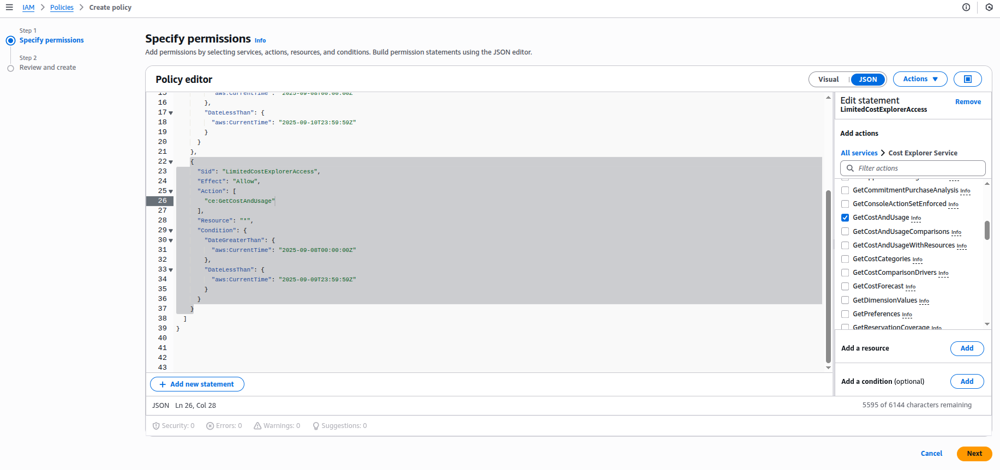 IAM > Policies > Create policy
Step 1
Specify permissions
Step 2
Review and create
Specify permissions Info
Add permissions by selecting services, actions, resources, and conditions. Build permission statements using the JSON editor.
Policy editor
Visual JSON Actions
15 "aws:CurrentTime": "2025-09-08T00:00:00Z"
16 },
17 "DateLessThan": {
18 "aws:CurrentTime": "2025-09-10T23:59:59Z"
19 }
20 }
21 },
22 {
23 "Sid": "LimitedCostExplorerAccess",
24 "Effect": "Allow",
25 "Action": [
26 "ce:GetCostAndUsage"
27 ],
28 "Resource": "*",
29 "Condition": {
30 "DateGreaterThan": {
31 "aws:CurrentTime": "2025-09-08T00:00:00Z"
32 },
33 "DateLessThan": {
34 "aws:CurrentTime": "2025-09-09T23:59:59Z"
35 }
36 }
37 }
38 ]
39 }
40
41
42
43
+ Add new statement
JSON Ln 26, Col 28
5595 of 6144 characters remaining
Security: 0 Errors: 0 Warnings: 0 Suggestions: 0
Edit statement Remove
LimitedCostExplorerAccess
Add actions
All services > Cost Explorer Service
Filter actions
GetCommitmentPurchaseAnalysis Info
GetConsoleActionSetEnforced Info
GetCostAndUsage Info
GetCostAndUsageComparisons Info
GetCostAndUsageWithResources Info
GetCostCategories Info
GetCostComparisonDrivers Info
GetCostForecast Info
GetDimensionValues Info
GetPreferences Info
GetReservationCoverage Info
Add a resource Add
Add a condition (optional) Add
Cancel Next